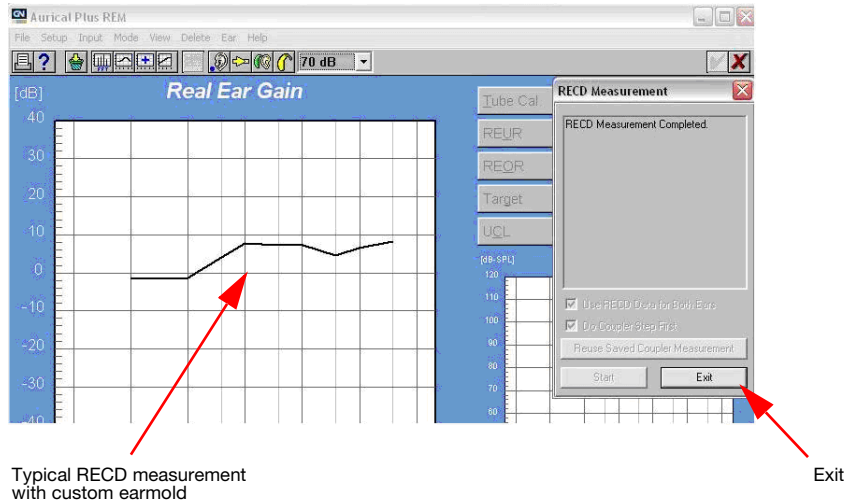 GN Aurical Plus REM
File Setup Input Mode View Delete Ear Help
70 dB
[dB]
Real Ear Gain
40
30
20
10
0
-10
-20
-30
-40
Tube Cal
REUR
REOR
Target
UCL
[dB-SPL]
120
110
100
90
80
70
60
RECD Measurement
RECD Measurement Completed.
Use RECD Data for Both Ears
Do Coupler Step First
Reuse Saved Coupler Measurement
Start
Exit
Typical RECD measurement
with custom earmold
Exit